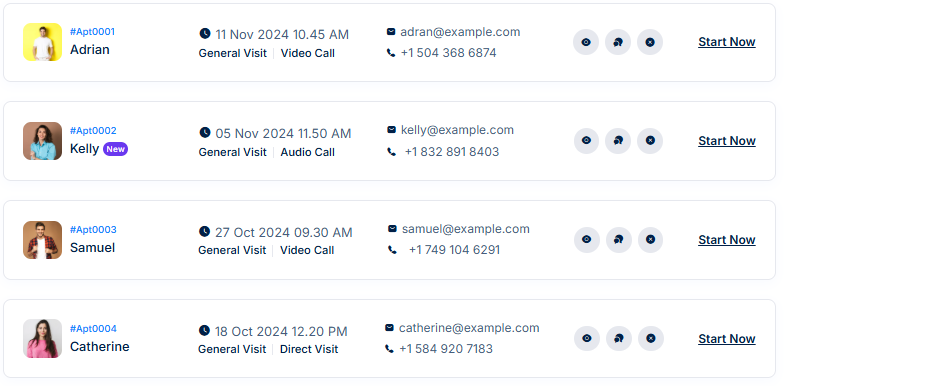 #Apt0001
Adrian
11 Nov 2024 10.45 AM
General Visit | Video Call
adran@example.com
+1 504 368 6874
Start Now
#Apt0002
Kelly New
05 Nov 2024 11.50 AM
General Visit | Audio Call
kelly@example.com
+1 832 891 8403
Start Now
#Apt0003
Samuel
27 Oct 2024 09.30 AM
General Visit | Video Call
samuel@example.com
+1 749 104 6291
Start Now
#Apt0004
Catherine
18 Oct 2024 12.20 PM
General Visit | Direct Visit
catherine@example.com
+1 584 920 7183
Start Now